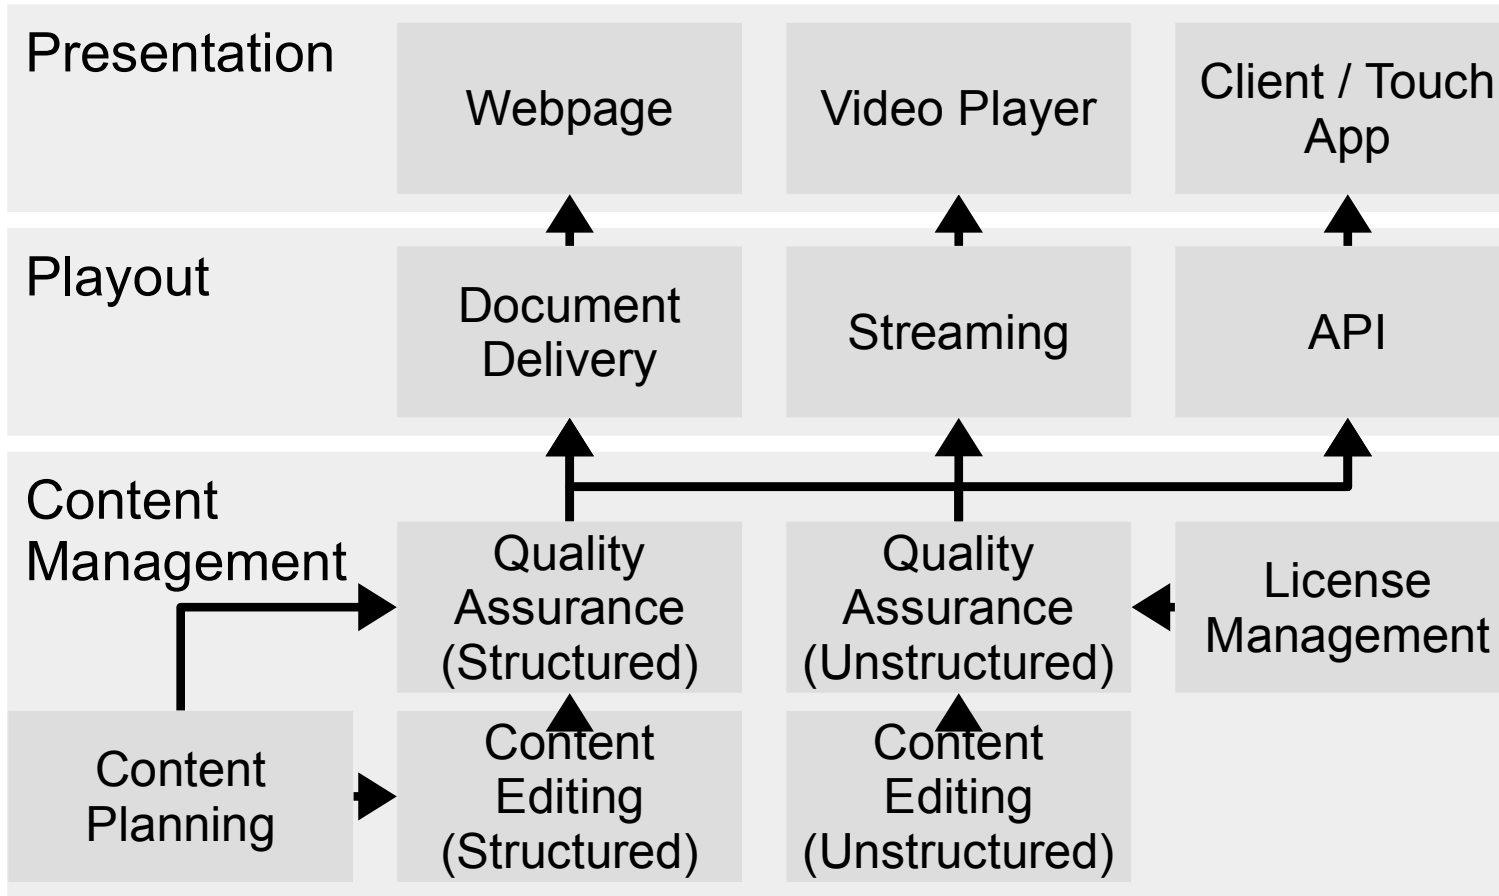 Presentation
Webpage
Video Player
Client / Touch
App
Playout
Document
Delivery
Streaming
API
Content
Management
Quality
Assurance
(Structured)
Quality
Assurance
(Unstructured)
License
Management
Content
Planning
Content
Editing
(Structured)
Content
Editing
(Unstructured)